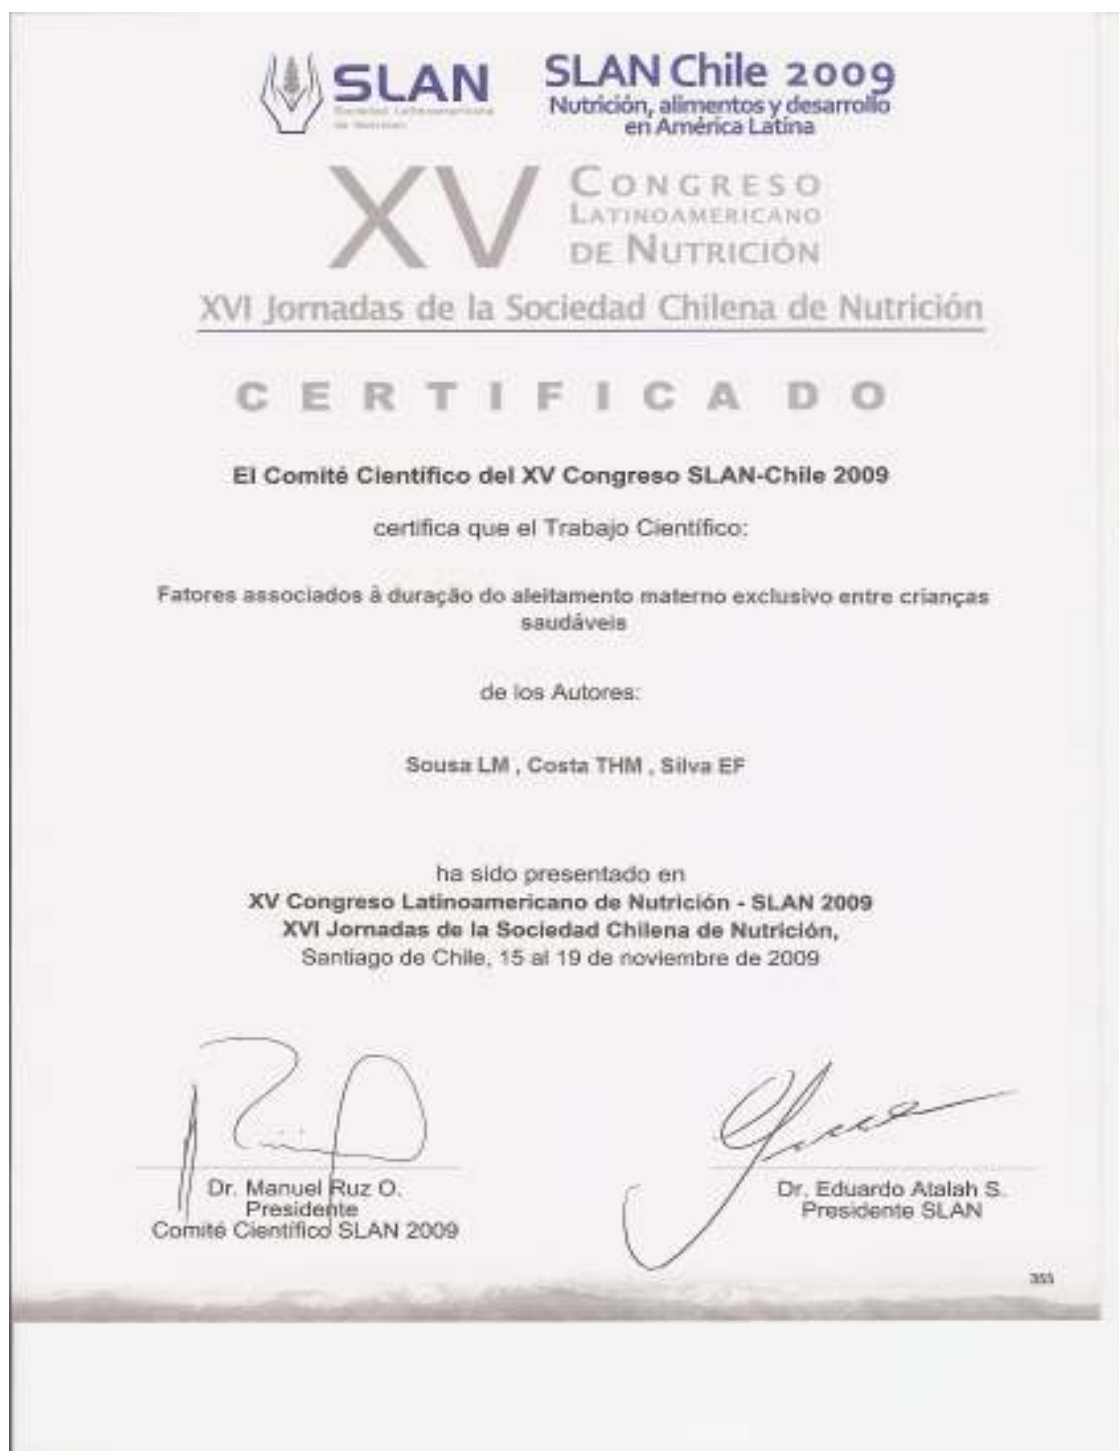 SLAN
Sociedad Latinoamericana
de Nutrición
SLAN Chile 2009
Nutrición, alimentos y desarrollo
en América Latina
XV
CONGRESO
LATINOAMERICANO
DE NUTRICIÓN
XVI Jornadas de la Sociedad Chilena de Nutrición
CERTIFICADO
El Comité Científico del XV Congreso SLAN-Chile 2009
certifica que el Trabajo Científico:
Fatores associados à duração do aleitamento materno exclusivo entre crianças
saudáveis
de los Autores:
Sousa LM , Costa THM , Silva EF
ha sido presentado en
XV Congreso Latinoamericano de Nutrición - SLAN 2009
XVI Jornadas de la Sociedad Chilena de Nutrición,
Santiago de Chile, 15 al 19 de noviembre de 2009
Dr. Manuel Ruz O.
Presidente
Comité Científico SLAN 2009
Dr. Eduardo Atalah S.
Presidente SLAN
355